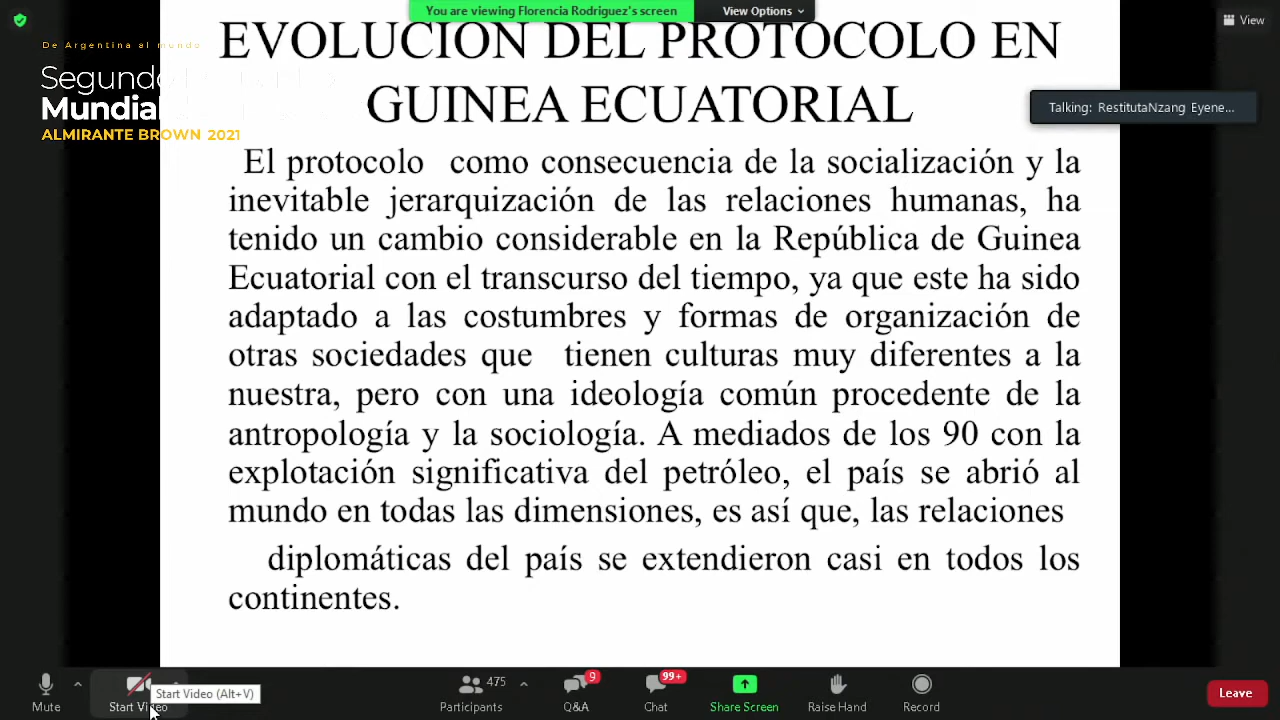 You are viewing Florencia Rodriguez's screen
View Options
View
De Argentina al mundo
Segundo
Mundial
ALMIRANTE BROWN 2021
EVOLUCION DEL PROTOCOLO EN
GUINEA ECUATORIAL
Talking: RestitutaNzang Eyene...
El protocolo como consecuencia de la socialización y la
inevitable jerarquización de las relaciones humanas, ha
tenido un cambio considerable en la República de Guinea
Ecuatorial con el transcurso del tiempo, ya que este ha sido
adaptado a las costumbres y formas de organización de
otras sociedades que tienen culturas muy diferentes a la
nuestra, pero con una ideología común procedente de la
antropología y la sociología. A mediados de los 90 con la
explotación significativa del petróleo, el país se abrió al
mundo en todas las dimensiones, es así que, las relaciones
diplomáticas del país se extendieron casi en todos los
continentes.
Start Video (Alt+V)
475
9
99+
Mute
Start Video
Participants
Q&A
Chat
Share Screen
Raise Hand
Record
Leave